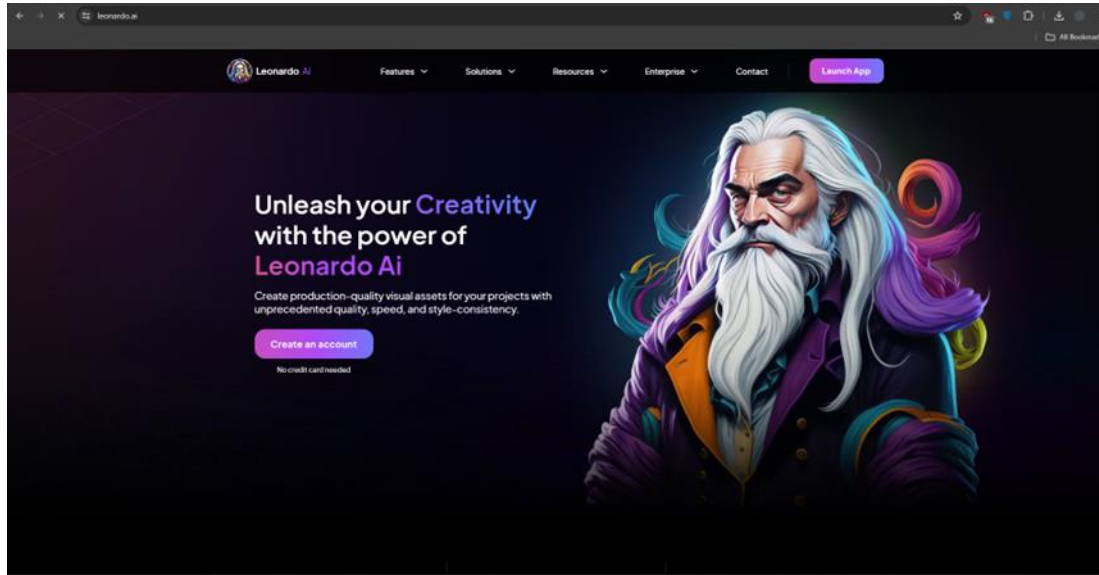 leonardo.ai
All Bookmar
Leonardo.Ai
Features
Solutions
Resources
Enterprise
Contact
Launch App
Unleash your Creativity
with the power of
Leonardo Ai
Create production-quality visual assets for your projects with
unprecedented quality, speed, and style-consistency.
Create an account
No credit card needed